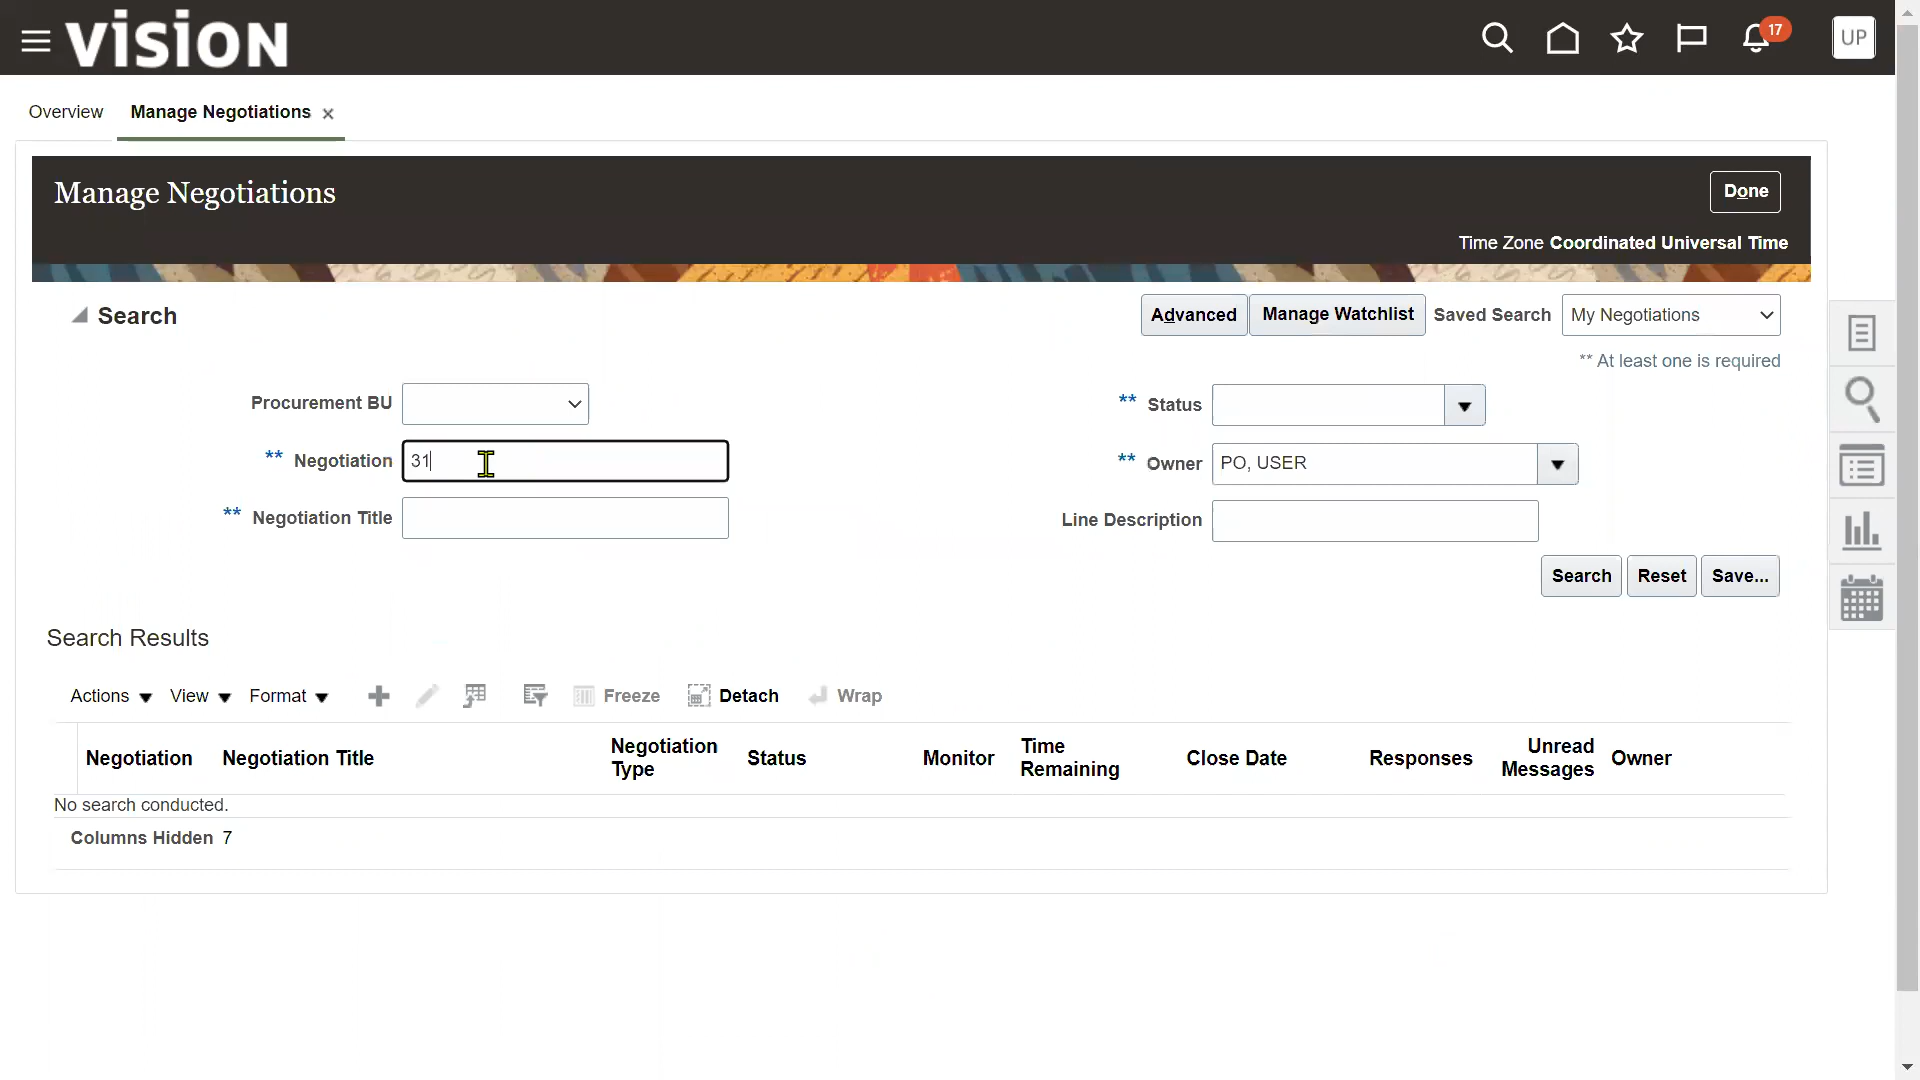 vision
17
UP
Overview
Manage Negotiations ×
Manage Negotiations
Done
Time Zone Coordinated Universal Time
Search
Advanced
Manage Watchlist
Saved Search
My Negotiations
** At least one is required
Procurement BU
** Status
** Negotiation 31
** Owner PO, USER
** Negotiation Title
Line Description
Search
Reset
Save...
Search Results
Actions
View
Format
Freeze
Detach
Wrap
Negotiation
Negotiation Title
Negotiation
Type
Status
Monitor
Time
Remaining
Close Date
Responses
Unread
Messages
Owner
No search conducted.
Columns Hidden 7